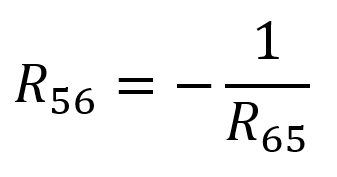 R₅₆ = −1/R₆₅